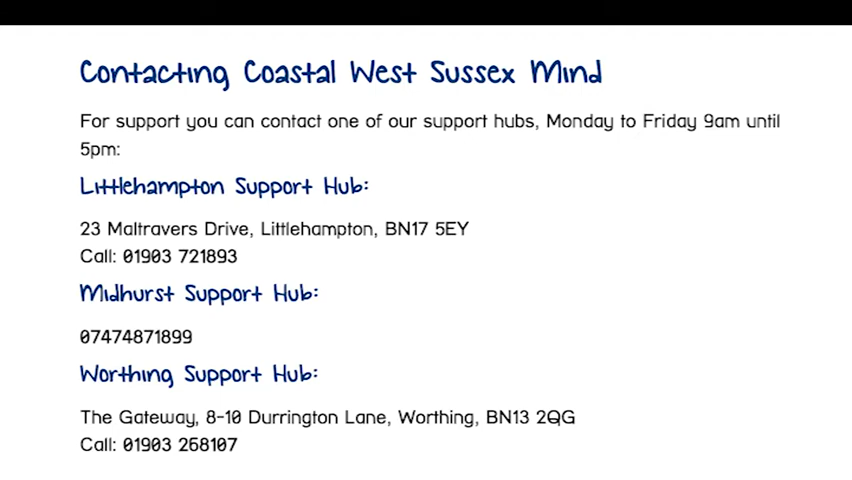 Contacting Coastal West Sussex Mind
For support you can contact one of our support hubs, Monday to Friday 9am until
5pm:
Littlehampton Support Hub:
23 Maltravers Drive, Littlehampton, BN17 5EY
Call: 01903 721893
Midhurst Support Hub:
07474871899
Worthing Support Hub:
The Gateway, 8-10 Durrington Lane, Worthing, BN13 2QG
Call: 01903 268107